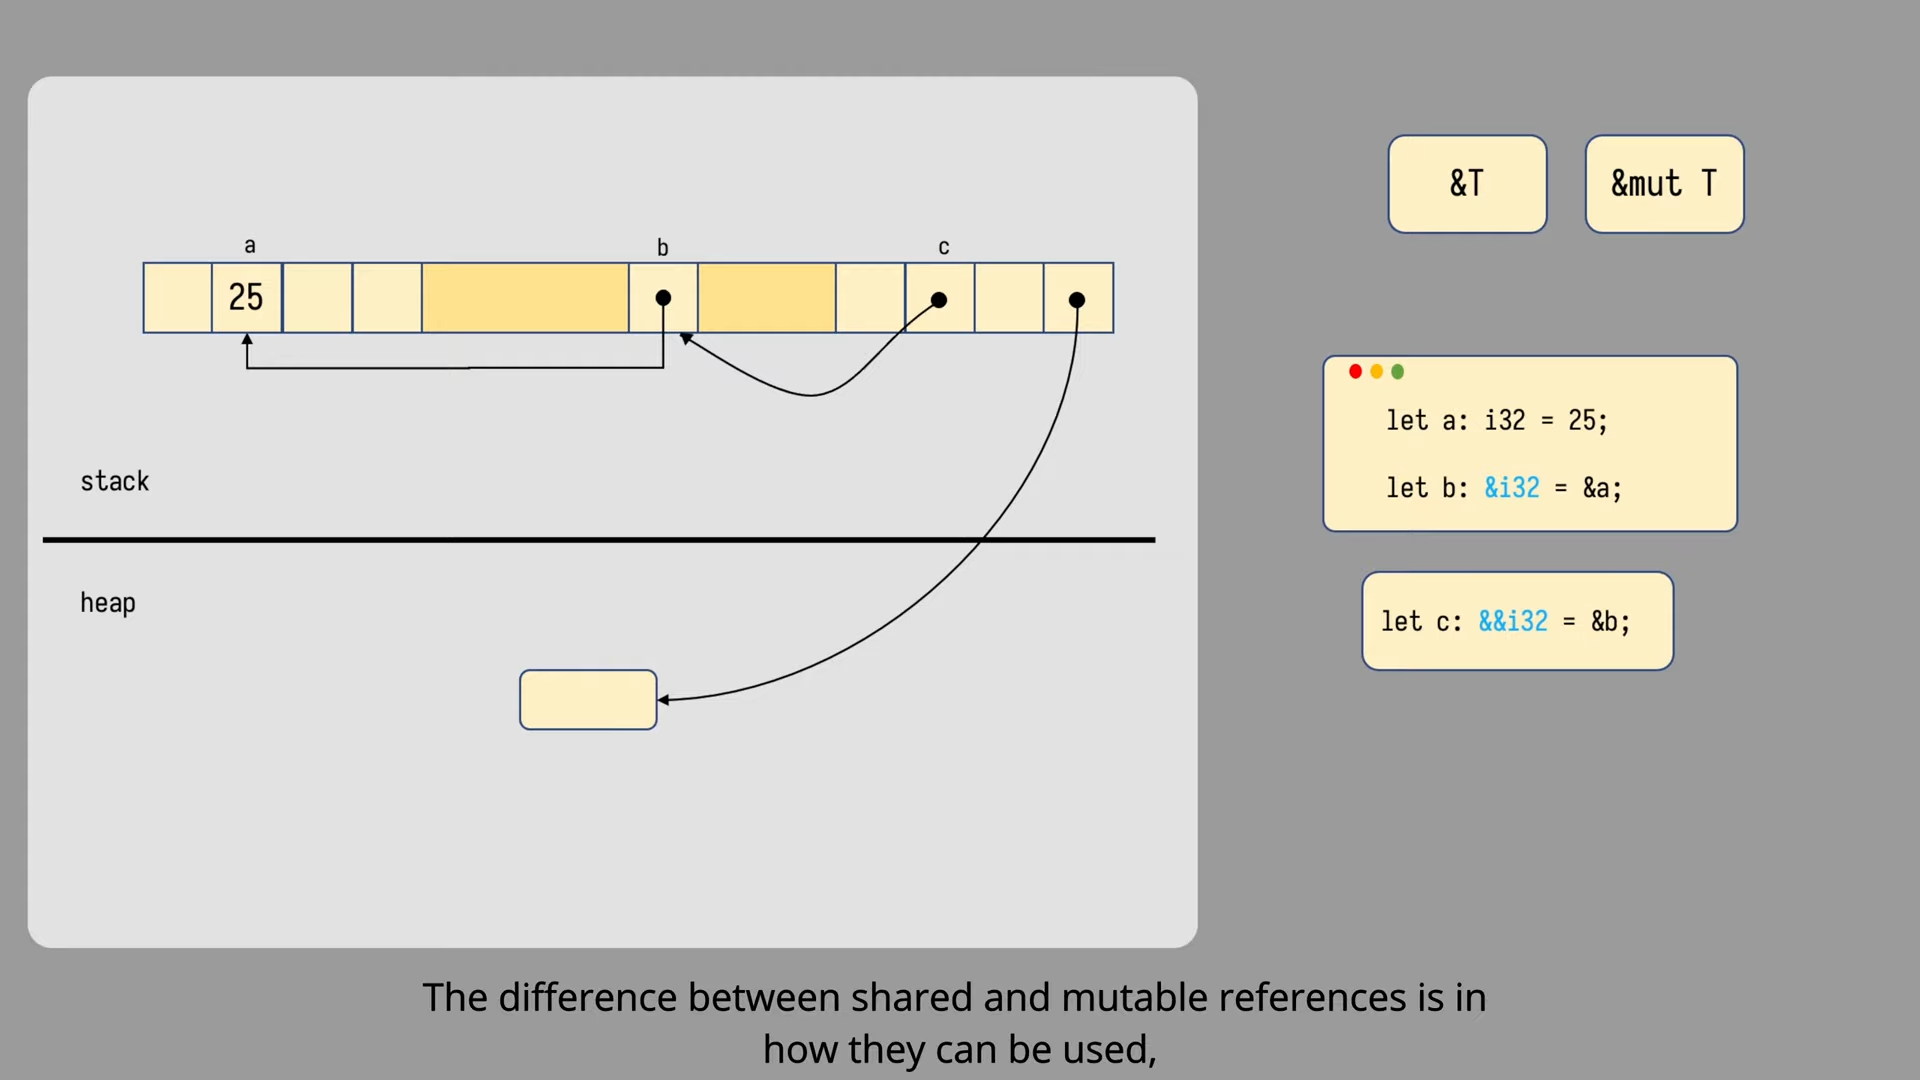 &T
&mut T
a
b
c
25
let a: i32 = 25;
let b: &i32 = &a;
stack
heap
let c: &&i32 = &b;
The difference between shared and mutable references is in
how they can be used,